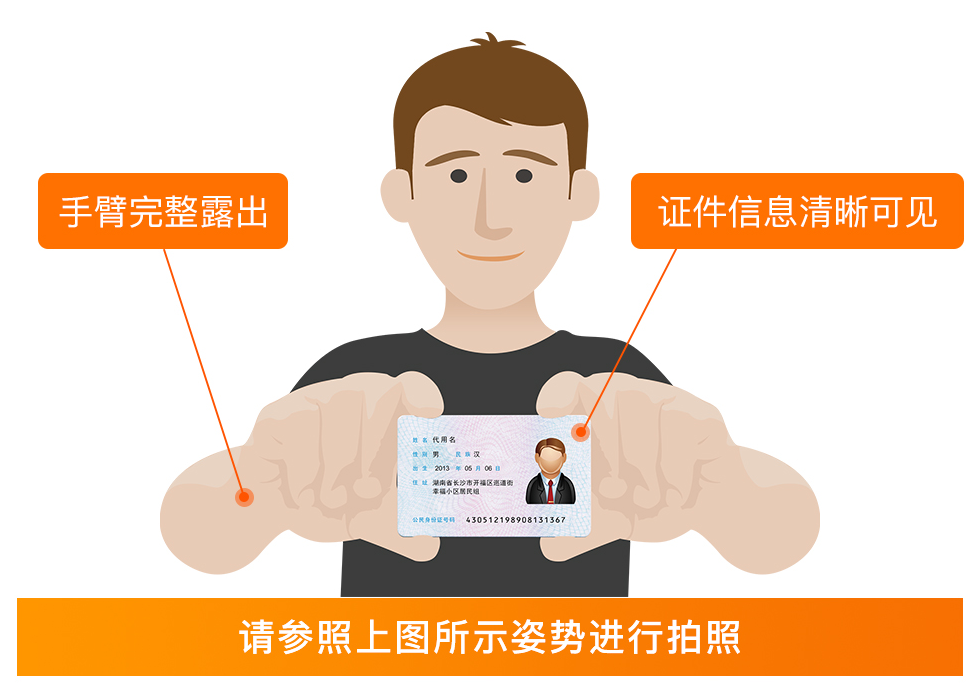 手臂完整露出
证件信息清晰可见
姓名 代用名
性别 男 民族 汉
出生 2013 年 05 月 06 日
住址 湖南省长沙市开福区巡道街
幸福小区居民组
公民身份证号码 430512198908131367
请参照上图所示姿势进行拍照